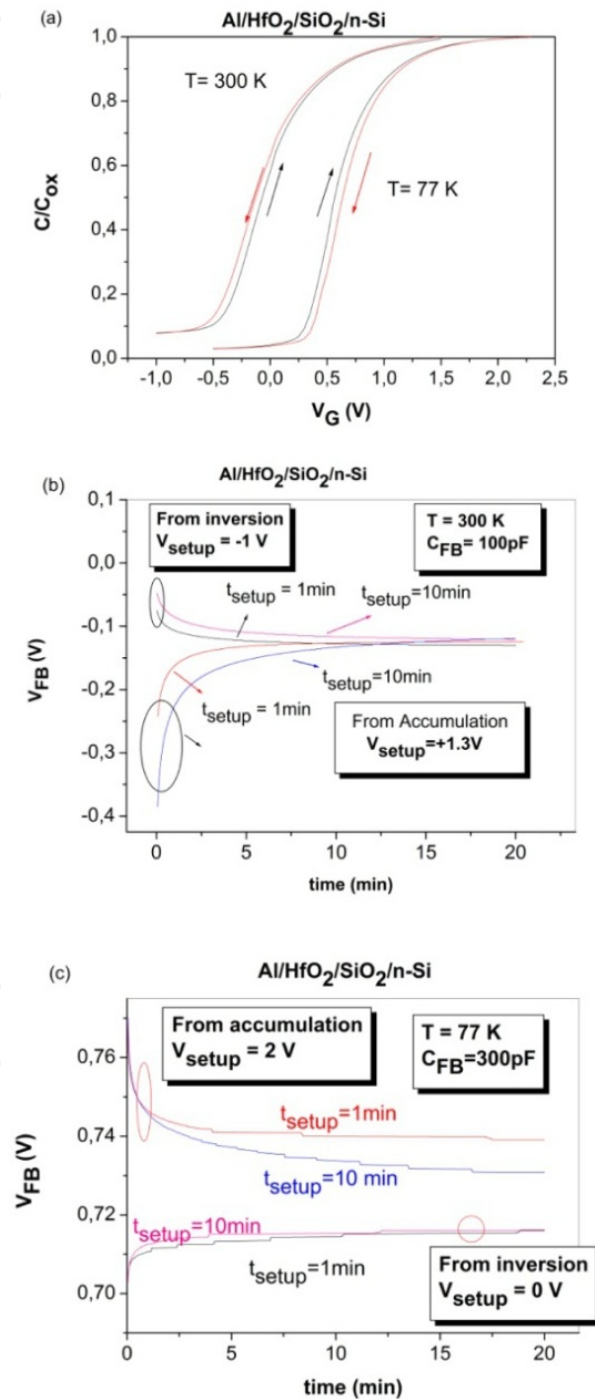 (a)
Al/HfO2/SiO2/n-Si
1,0
T= 300 K
0,8
0,6
T= 77 K
0,4
0,2
0,0
C/Cox
-1,0 -0,5 0,0 0,5 1,0 1,5 2,0 2,5
VG (V)
(b)
Al/HfO2/SiO2/n-Si
0,1
From inversion
Vsetup = -1 V
T = 300 K
CFB= 100pF
0,0
tsetup = 1min
tsetup=10min
-0,1
VFB (V)
-0,2
tsetup=10min
tsetup = 1min
From Accumulation
Vsetup=+1.3V
-0,3
-0,4
0 5 10 15 20
time (min)
(c)
Al/HfO2/SiO2/n-Si
From accumulation
Vsetup = 2 V
T = 77 K
CFB=300pF
0,76
tsetup=1min
0,74
VFB (V)
tsetup=10 min
0,72
tsetup=10min
tsetup=1min
From inversion
Vsetup = 0 V
0,70
0 5 10 15 20
time (min)